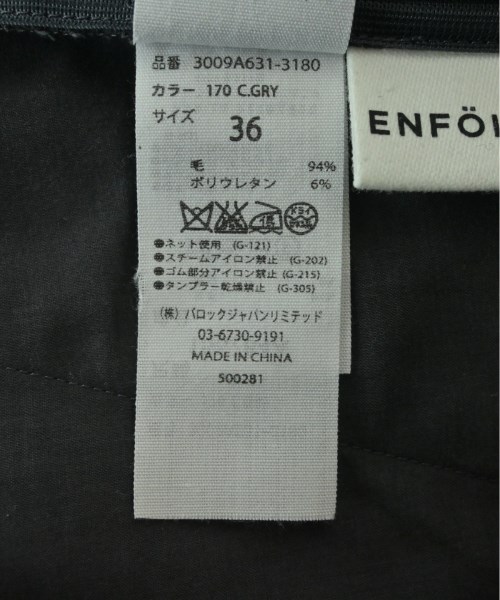 品番 3009A631-3180
カラー 170 C.GRY
サイズ
36
毛 94%
ポリウレタン 6%
ドライ
●ネット使用 (G-121)
●スチームアイロン禁止 (G-202)
●ゴム部分アイロン禁止 (G-215)
●タンブラー乾燥禁止 (G-305)
(株) バロックジャパンリミテッド
03-6730-9191
MADE IN CHINA
500281
ENFÖ